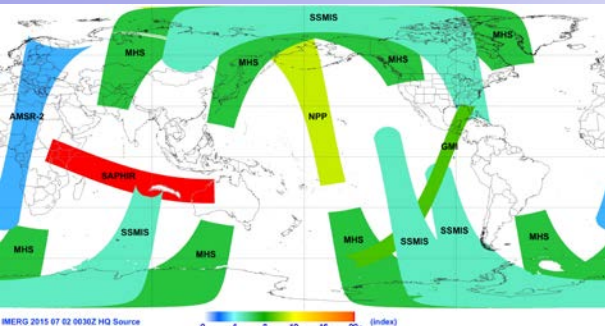 SSMIS
MHS
MHS
MHS
MHS
AMSR-2
NPP
GMI
SAPHIR
MHS
SSMIS
MHS
MHS
SSMIS
SSMIS
MHS
IMERG 2015 07 02 0030Z HQ Source
(index)